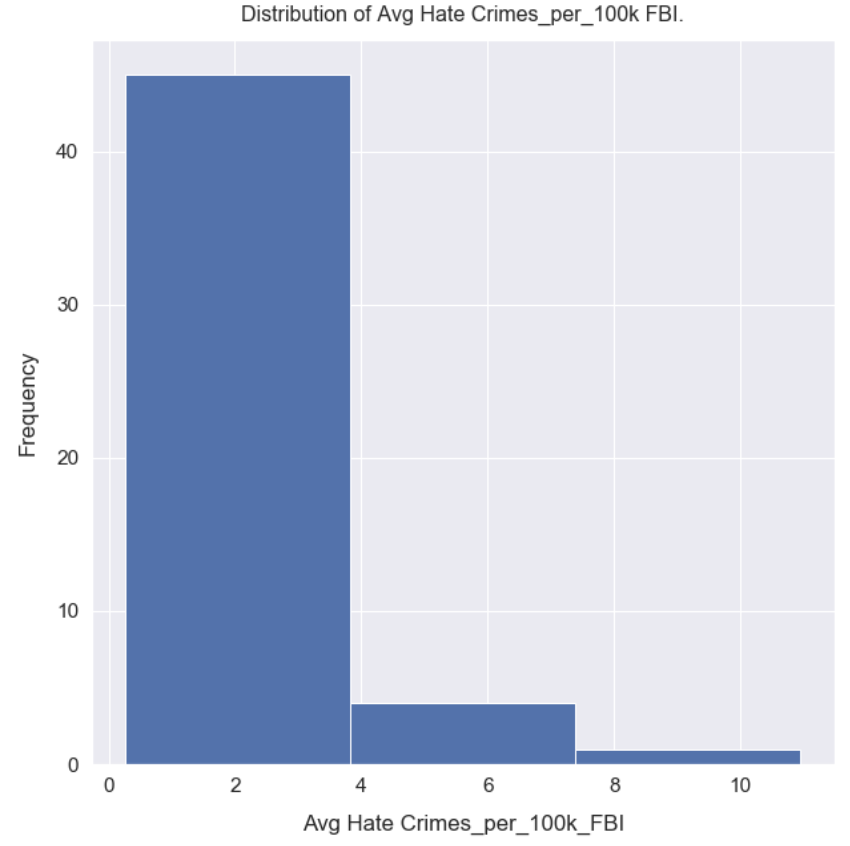 Distribution of Avg Hate Crimes_per_100k FBI.
40
30
20
10
0
Frequency
0 2 4 6 8 10
Avg Hate Crimes_per_100k_FBI